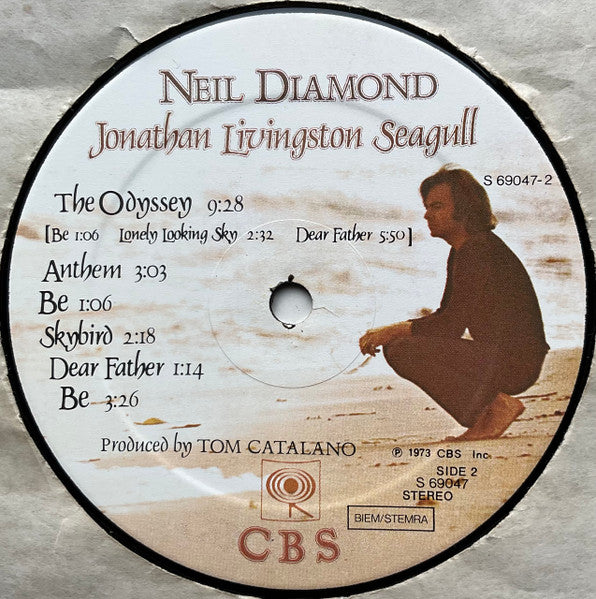 NEIL DIAMOND
Jonathan Livingston Seagull
S 69047-2
The Odyssey 9:28
[Be 1:06 Lonely Looking Sky 2:32 Dear Father 5:50]
Anthem 3:03
Be 1:06
Skybird 2:18
Dear Father 1:14
Be 3:26
Produced by TOM CATALANO
℗ 1973 CBS Inc.
SIDE 2
S 69047
STEREO
BIEM/STEMRA
CBS